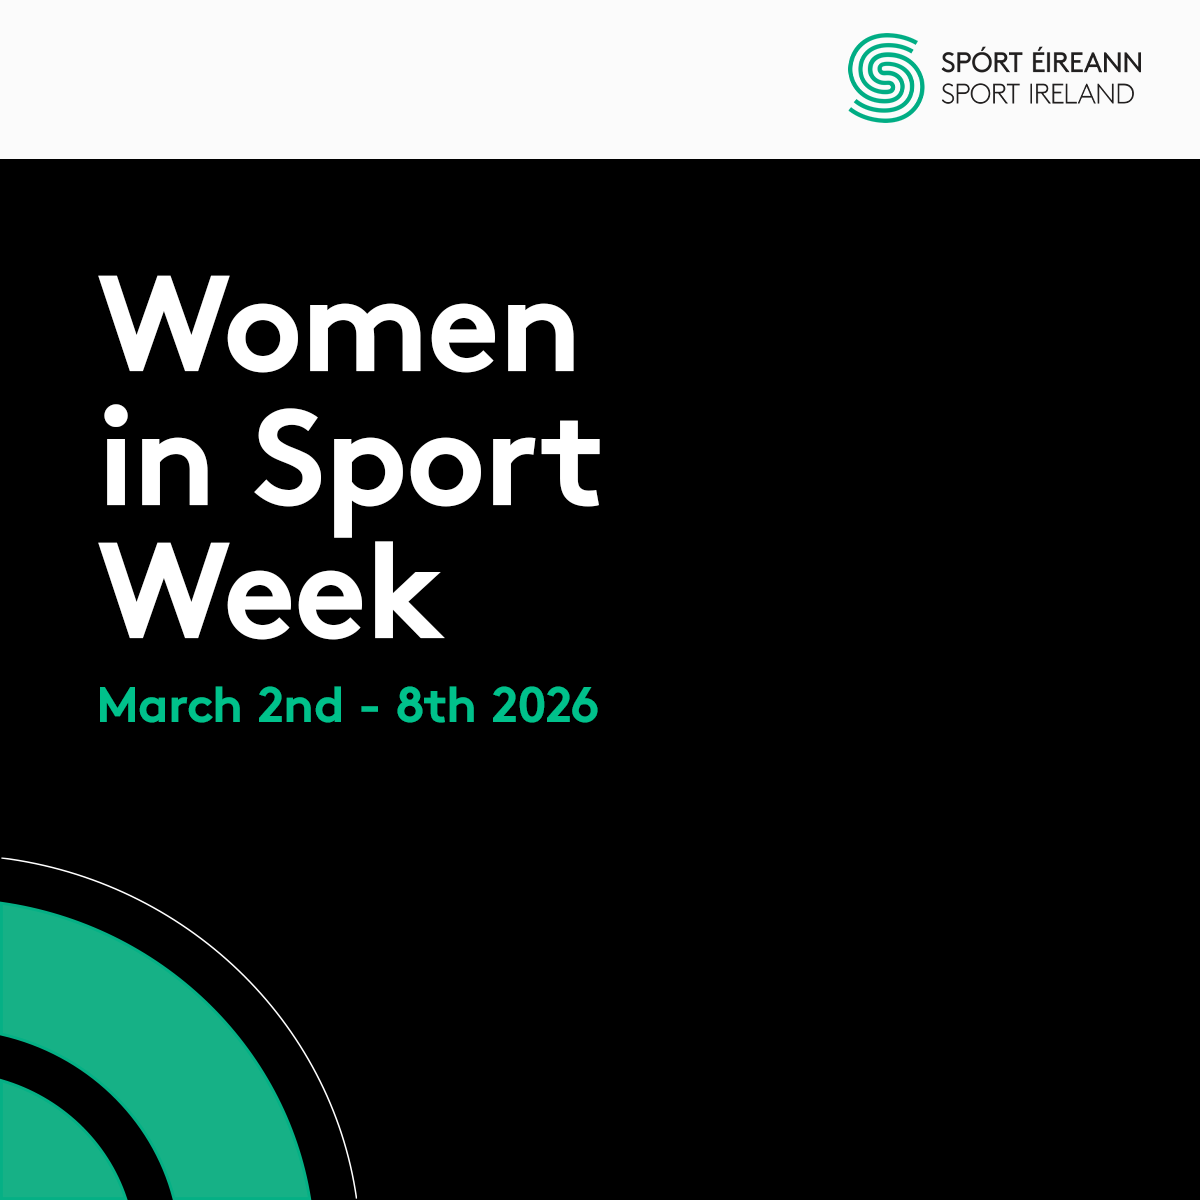 SPÓRT ÉIREANN
SPORT IRELAND
Women
in Sport
Week
March 2nd - 8th 2026